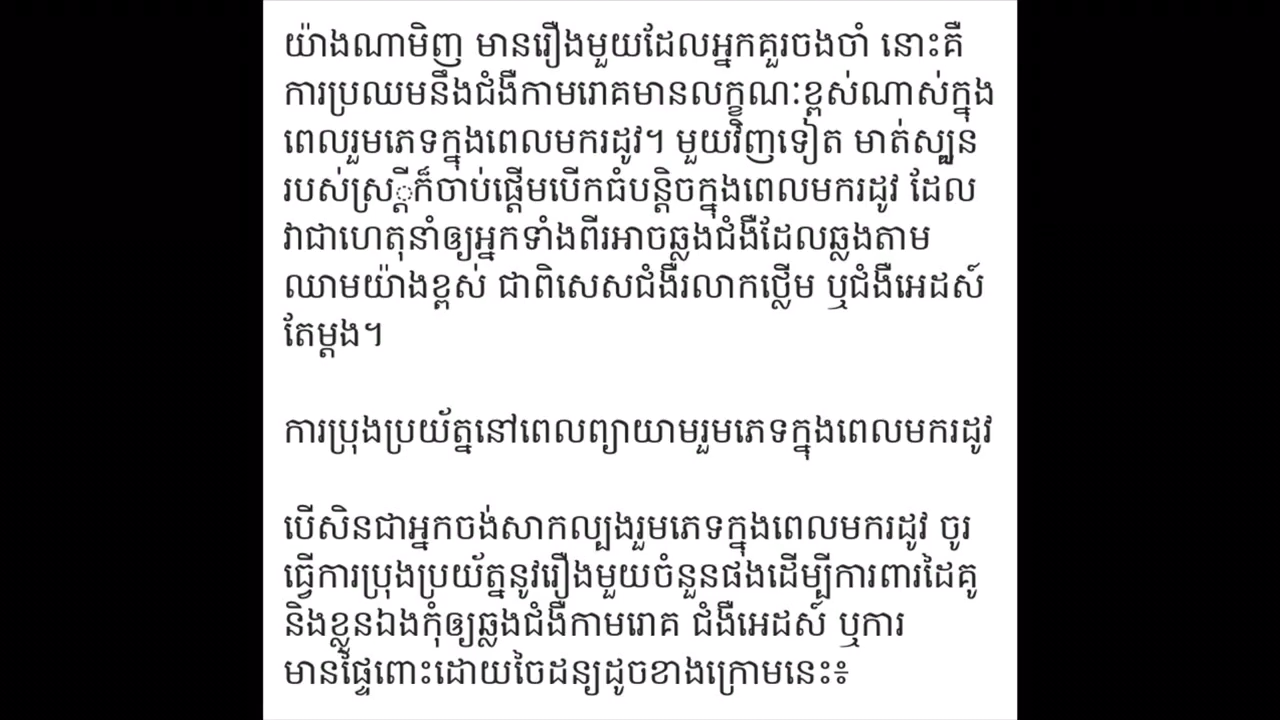 យ៉ាងណាមិញ មានរឿងមួយដែលអ្នកគួរចងចាំ នោះគឺ
ការប្រឈមនឹងជំងឺកាមរោគមានលក្ខណៈខ្ពស់ណាស់ក្នុង
ពេលរួមភេទក្នុងពេលមករដូវ។ មួយវិញទៀត មាត់ស្បូន
របស់ស្រ្តីក៏ចាប់ផ្តើមបើកធំបន្តិចក្នុងពេលមករដូវ ដែល
វាជាហេតុនាំឲ្យអ្នកទាំងពីរអាចឆ្លងជំងឺដែលឆ្លងតាម
ឈាមយ៉ាងខ្ពស់ ជាពិសេសជំងឺរលាកថ្លើម ឬជំងឺអេដស៍
តែម្តង។
ការប្រុងប្រយ័ត្ននៅពេលព្យាយាមរួមភេទក្នុងពេលមករដូវ
បើសិនជាអ្នកចង់សាកល្បងរួមភេទក្នុងពេលមករដូវ ចូរ
ធ្វើការប្រុងប្រយ័ត្ននូវរឿងមួយចំនួនផងដើម្បីការពារដៃគូ
និងខ្លួនឯងកុំឲ្យឆ្លងជំងឺកាមរោគ ជំងឺអេដស៍ ឬការ
មានផ្ទៃពោះដោយចៃដន្យដូចខាងក្រោមនេះ៖